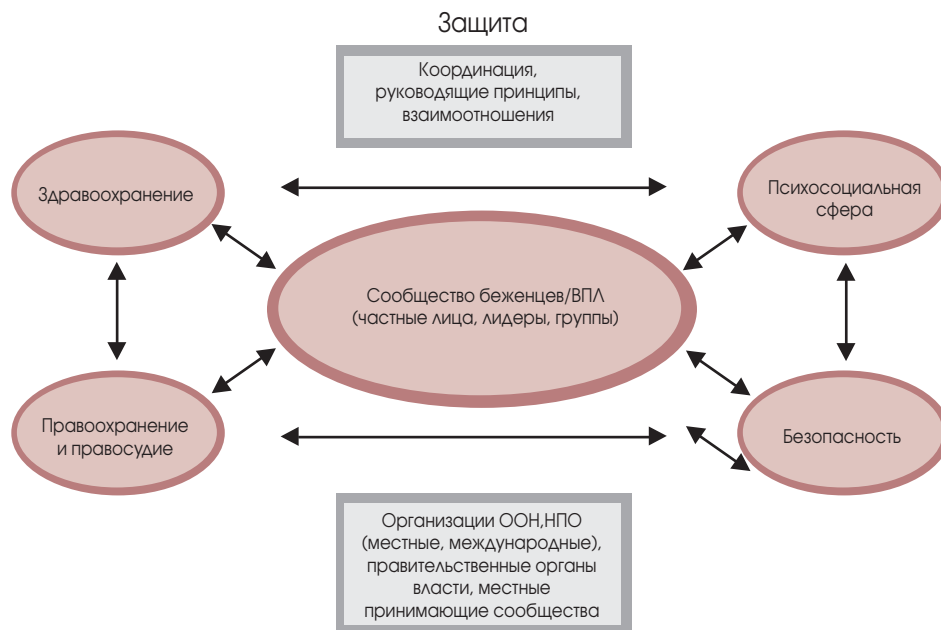 Защита
Координация,
руководящие принципы,
взаимоотношения
Здравоохранение
Психосоциальная
сфера
Сообщество беженцев/ВПЛ
(частные лица, лидеры, группы)
Правоохранение
и правосудие
Безопасность
Организации ООН,НПО
(местные, международные),
правительственные органы
власти, местные
принимающие сообщества